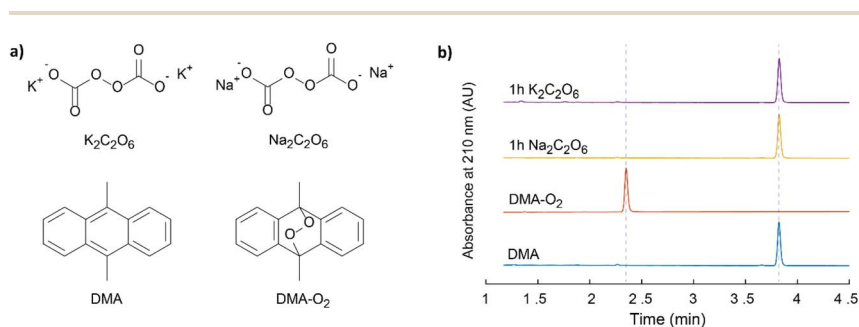 a)
O
O⁻
K⁺
O
O
O
O⁻
K⁺
K2C2O6
O
O⁻
Na⁺
O
O
O
O⁻
Na⁺
Na2C2O6
DMA
O
O
DMA-O2
b)
Absorbance at 210 nm (AU)
1h K2C2O6
1h Na2C2O6
DMA-O2
DMA
1
1.5
2
2.5
3
3.5
4
4.5
Time (min)